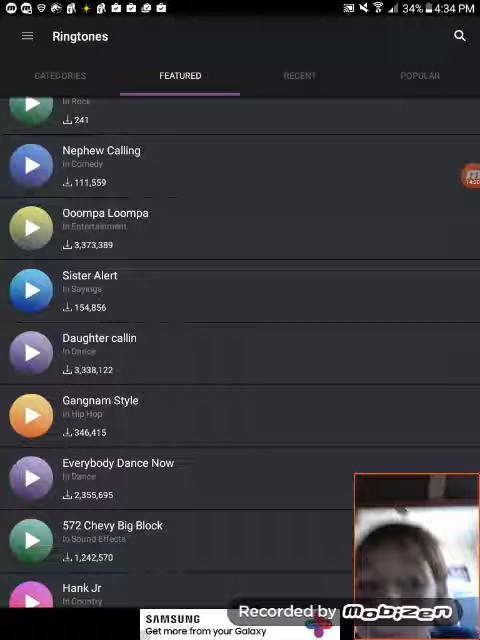 34% 4:34 PM
Ringtones
CATEGORIES FEATURED RECENT POPULAR
In Rock
241
Nephew Calling
In Comedy
111,559
Ooompa Loompa
In Entertainment
3,373,389
Sister Alert
In Sayings
154,856
Daughter callin
In Dance
3,338,122
Gangnam Style
In Hip Hop
346,415
Everybody Dance Now
In Dance
2,355,695
572 Chevy Big Block
In Sound Effects
1,242,570
Hank Jr
In Country
SAMSUNG
Get more from your Galaxy
Recorded by Mobizen